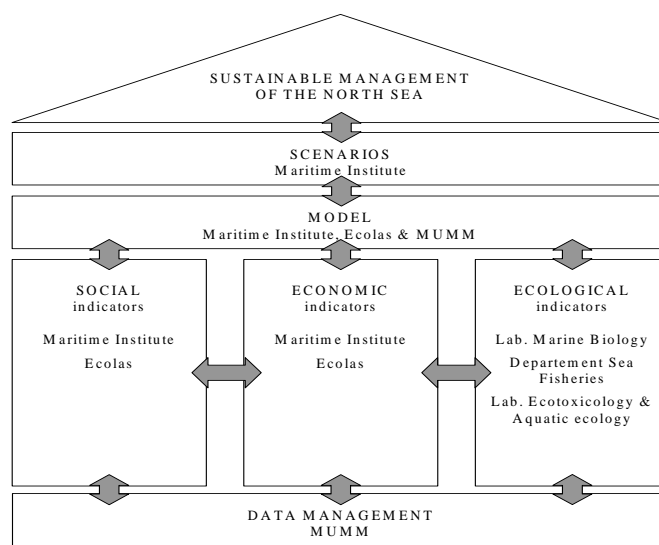 SUSTAINABLE MANAGEMENT
OF THE NORTH SEA
SCENARIOS
Maritime Institute
MODEL
Maritime Institute, Ecolas & MUMM
SOCIAL
indicators
Maritime Institute
Ecolas
ECONOMIC
indicators
Maritime Institute
Ecolas
ECOLOGICAL
indicators
Lab. Marine Biology
Departement Sea
Fisheries
Lab. Ecotoxicology &
Aquatic ecology
DATA MANAGEMENT
MUMM